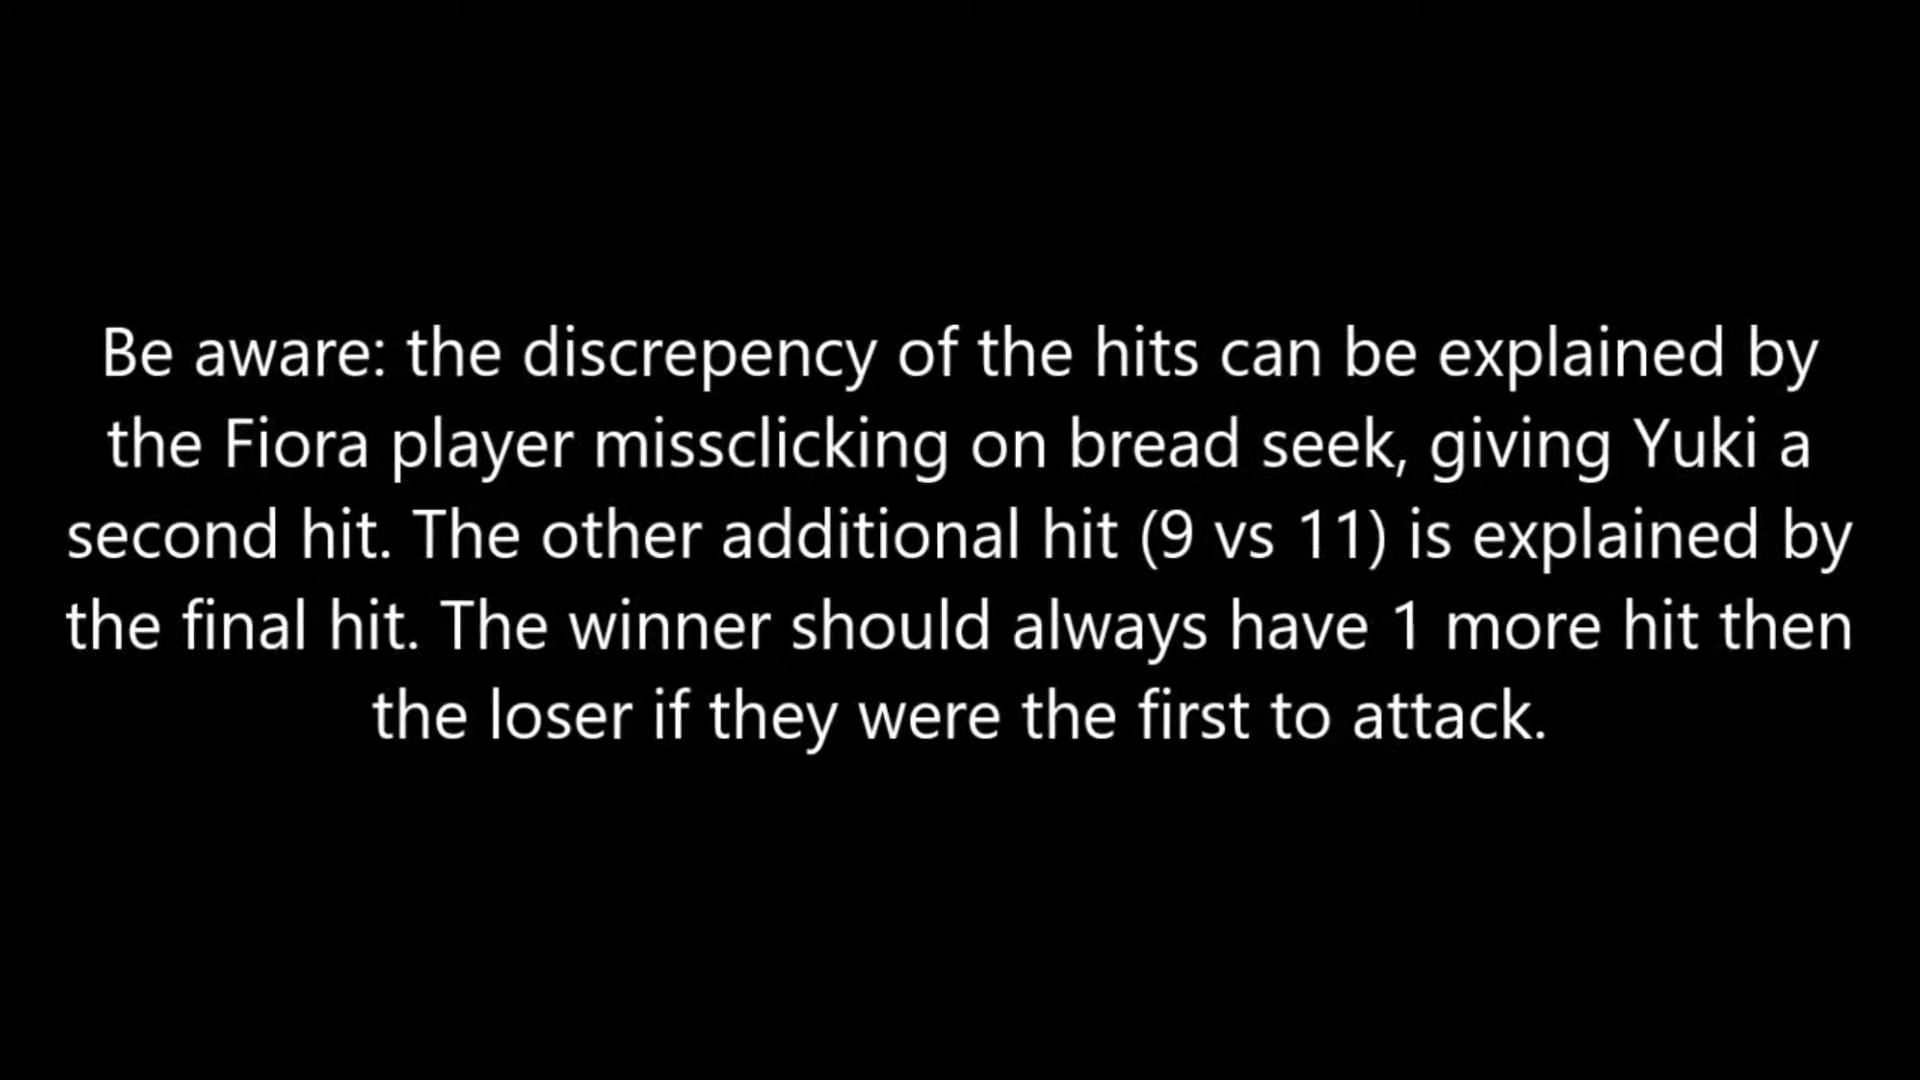 Be aware: the discrepency of the hits can be explained by
the Fiora player missclicking on bread seek, giving Yuki a
second hit. The other additional hit (9 vs 11) is explained by
the final hit. The winner should always have 1 more hit then
the loser if they were the first to attack.